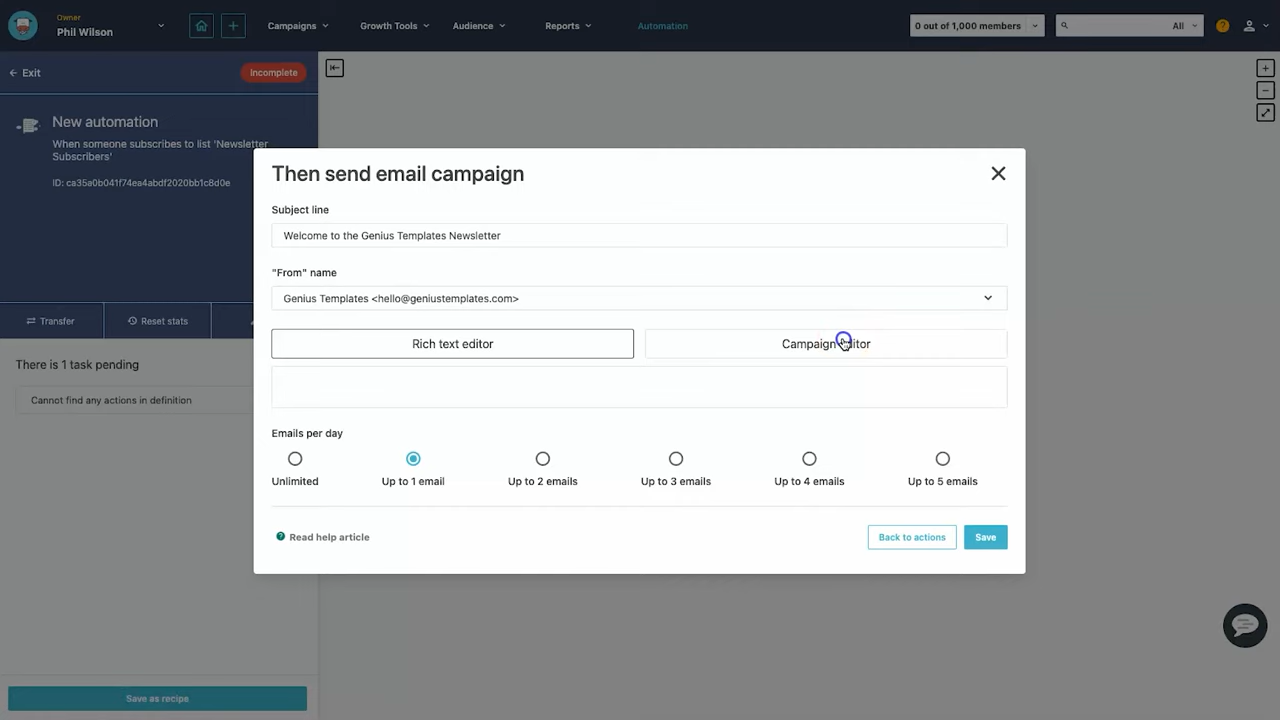 Owner
Phil Wilson
Campaigns
Growth Tools
Audience
Reports
Automation
0 out of 1,000 members
All
?
Exit
Incomplete
New automation
When someone subscribes to list 'Newsletter
Subscribers'
ID: ca35a0b041f74ea4abdf2020bb1c8d0e
Transfer
Reset stats
There is 1 task pending
Cannot find any actions in definition
Save as recipe
Then send email campaign
Subject line
Welcome to the Genius Templates Newsletter
"From" name
Genius Templates <hello@geniustemplates.com>
Rich text editor
Campaign editor
Emails per day
Unlimited
Up to 1 email
Up to 2 emails
Up to 3 emails
Up to 4 emails
Up to 5 emails
? Read help article
Back to actions
Save